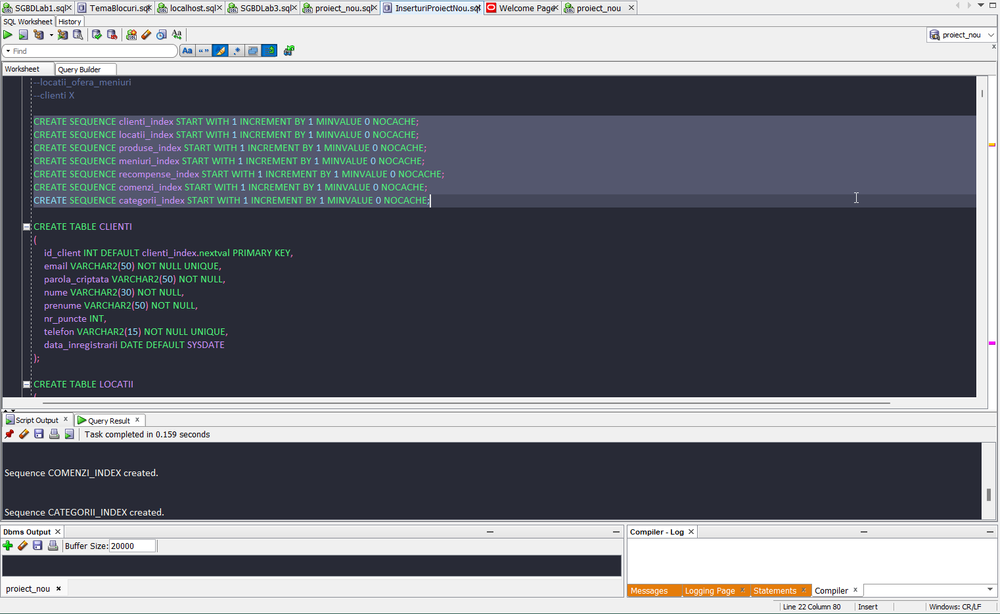 SGBDLab1.sql TemaBlocuri.sql localhost.sql SGBDLab3.sql proiect_nou.sql InserturiProiectNou.sql Welcome Page proiect_nou
SQL Worksheet History
proiect_nou
Find
Aa
Worksheet Query Builder
--locatii_ofera_meniuri
--clienti X
CREATE SEQUENCE clienti_index START WITH 1 INCREMENT BY 1 MINVALUE 0 NOCACHE;
CREATE SEQUENCE locatii_index START WITH 1 INCREMENT BY 1 MINVALUE 0 NOCACHE;
CREATE SEQUENCE produse_index START WITH 1 INCREMENT BY 1 MINVALUE 0 NOCACHE;
CREATE SEQUENCE meniuri_index START WITH 1 INCREMENT BY 1 MINVALUE 0 NOCACHE;
CREATE SEQUENCE recompense_index START WITH 1 INCREMENT BY 1 MINVALUE 0 NOCACHE;
CREATE SEQUENCE comenzi_index START WITH 1 INCREMENT BY 1 MINVALUE 0 NOCACHE;
CREATE SEQUENCE categorii_index START WITH 1 INCREMENT BY 1 MINVALUE 0 NOCACHE;
CREATE TABLE CLIENTI
(
id_client INT DEFAULT clienti_index.nextval PRIMARY KEY,
email VARCHAR2(50) NOT NULL UNIQUE,
parola_criptata VARCHAR2(50) NOT NULL,
nume VARCHAR2(30) NOT NULL,
prenume VARCHAR2(50) NOT NULL,
nr_puncte INT,
telefon VARCHAR2(15) NOT NULL UNIQUE,
data_inregistrarii DATE DEFAULT SYSDATE
);
CREATE TABLE LOCATII
(
Script Output Query Result
Task completed in 0.159 seconds
Sequence COMENZI_INDEX created.
Sequence CATEGORII_INDEX created.
Dbms Output
Buffer Size: 20000
proiect_nou
Compiler - Log
Messages Logging Page Statements Compiler
Line 22 Column 80 Insert Windows: CR/LF